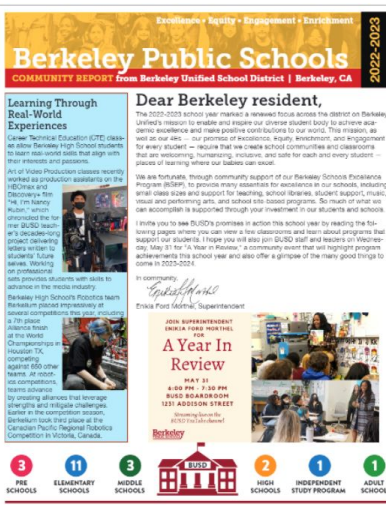 Excellence • Equity • Engagement • Enrichment
Berkeley Public Schools
2022-2023
COMMUNITY REPORT from Berkeley Unified School District | Berkeley, CA
Learning Through
Real-World
Experiences
Career Technical Education (CTE) class-
es allow Berkeley High School students
to learn real-world skills that align with
their interests and passions.
Art of Video Production classes recently
worked as production assistants on the
HBOmax and
Discovery+ film
"Hi, I'm Nancy
Rubin," which
chronicled the for-
mer BUSD teach-
er's decades-long
project delivering
letters written to
students' future
selves. Working
on professional
sets provides students with skills to
advance in the media industry.
Berkeley High School's Robotics team
Berkelium placed impressively at
several competitions this year, including
a 7th place
Alliance finish
at the World
Championships in
Houston TX,
competing
against 650 other
teams. At robot-
ics competitions,
teams advance
by creating alliances that leverage
strengths and mitigate challenges.
Earlier in the competition season,
Berkelium took third place at the
Canadian Pacific Regional Robotics
Competition in Victoria, Canada.
Dear Berkeley resident,
The 2022-2023 school year marked a renewed focus across the district on Berkeley
Unified's mission to enable and inspire our diverse student body to achieve aca-
demic excellence and make positive contributions to our world. This mission, as
well as our 4Es — our promise of Excellence, Equity, Enrichment, and Engagement
for every student — require that we create school communities and classrooms
that are welcoming, humanizing, inclusive, and safe for each and every student —
places of learning where our babies can excel.
We are fortunate, through community support of our Berkeley Schools Excellence
Program (BSEP), to provide many essentials for excellence in our schools, including
small class sizes and support for teaching, school libraries, student support, music,
visual and performing arts, and school site-based programs. So much of what we
can accomplish is supported through your investment in our students and schools.
I invite you to see BUSD's promises in action this school year by reading the fol-
lowing pages where you can view a few classrooms and learn about programs that
support our students. I hope you will also join BUSD staff and leaders on Wednes-
day, May 31 for "A Year in Review," a community event that will highlight program
achievements this school year and also offer a glimpse of the many good things to
come in 2023-2024.
In community,
Enikia Ford Morthel, Superintendent
JOIN SUPERINTENDENT
ENIKIA FORD MORTHEL
FOR
A Year In
Review
MAY 31
6:00 PM - 7:30 PM
BUSD BOARDROOM
1231 ADDISON STREET
Streaming live on the
BUSD YouTube channel
Berkeley
BUSD
3
PRE
SCHOOLS
11
ELEMENTARY
SCHOOLS
3
MIDDLE
SCHOOLS
2
HIGH
SCHOOLS
1
INDEPENDENT
STUDY PROGRAM
1
ADULT
SCHOOL